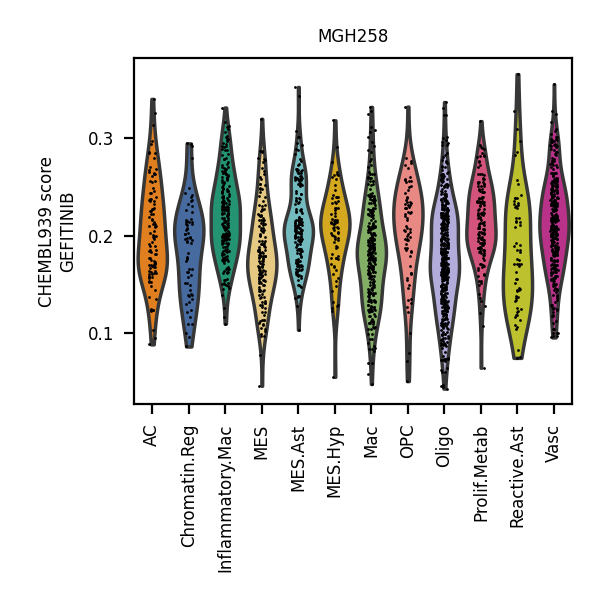 MGH258
CHEMBL939 score
GEFITINIB
0.3
0.2
0.1
AC
Chromatin.Reg
Inflammatory.Mac
MES
MES.Ast
MES.Hyp
Mac
OPC
Oligo
Prolif.Metab
Reactive.Ast
Vasc